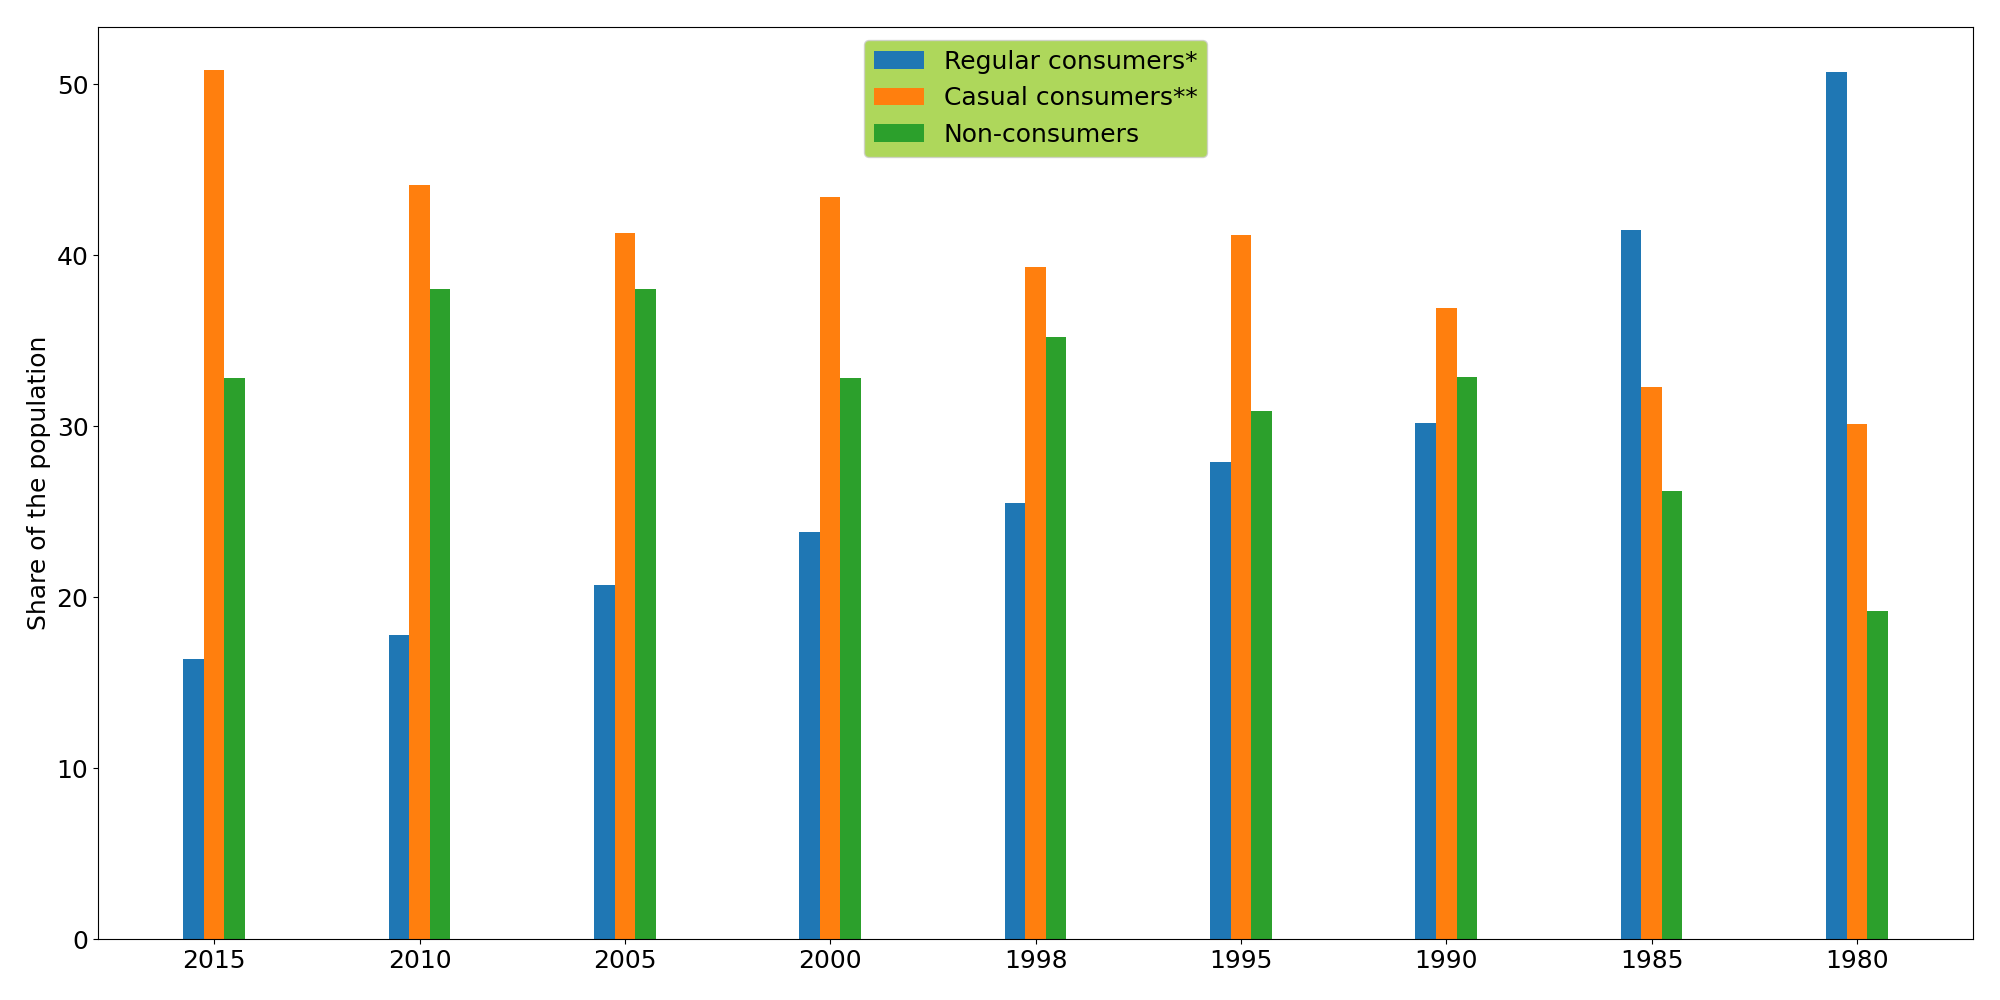 Regular consumers*
Casual consumers**
Non-consumers
Share of the population
50
40
30
20
10
0
2015 2010 2005 2000 1998 1995 1990 1985 1980